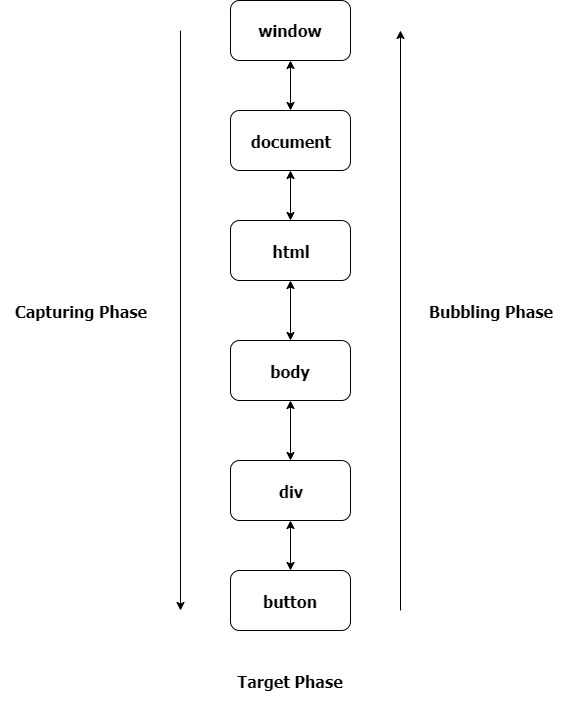 window
document
html
Capturing Phase
Bubbling Phase
body
div
button
Target Phase